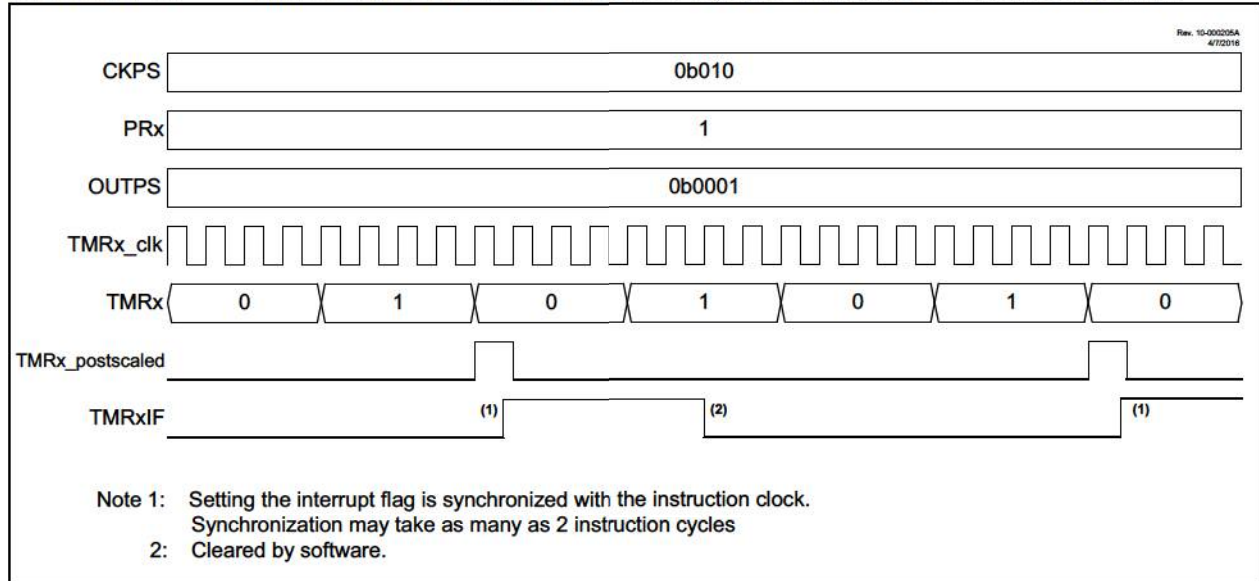 Rev. 10-000205A
4/7/2016
CKPS 0b010
PRx 1
OUTPS 0b0001
TMRx_clk
TMRx 0 1 0 1 0 1 0
TMRx_postscaled
TMRxIF (1) (2) (1)
Note 1: Setting the interrupt flag is synchronized with the instruction clock.
Synchronization may take as many as 2 instruction cycles
2: Cleared by software.